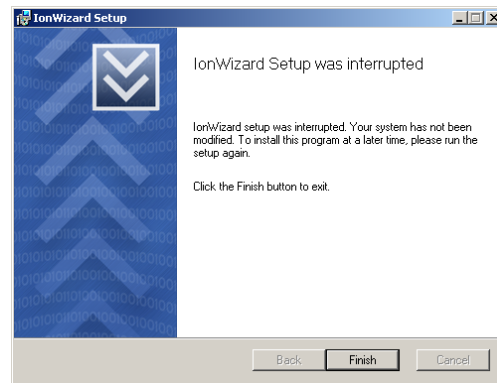 IonWizard Setup
IonWizard Setup was interrupted
IonWizard setup was interrupted. Your system has not been
modified. To install this program at a later time, please run the
setup again.
Click the Finish button to exit.
Back Finish Cancel